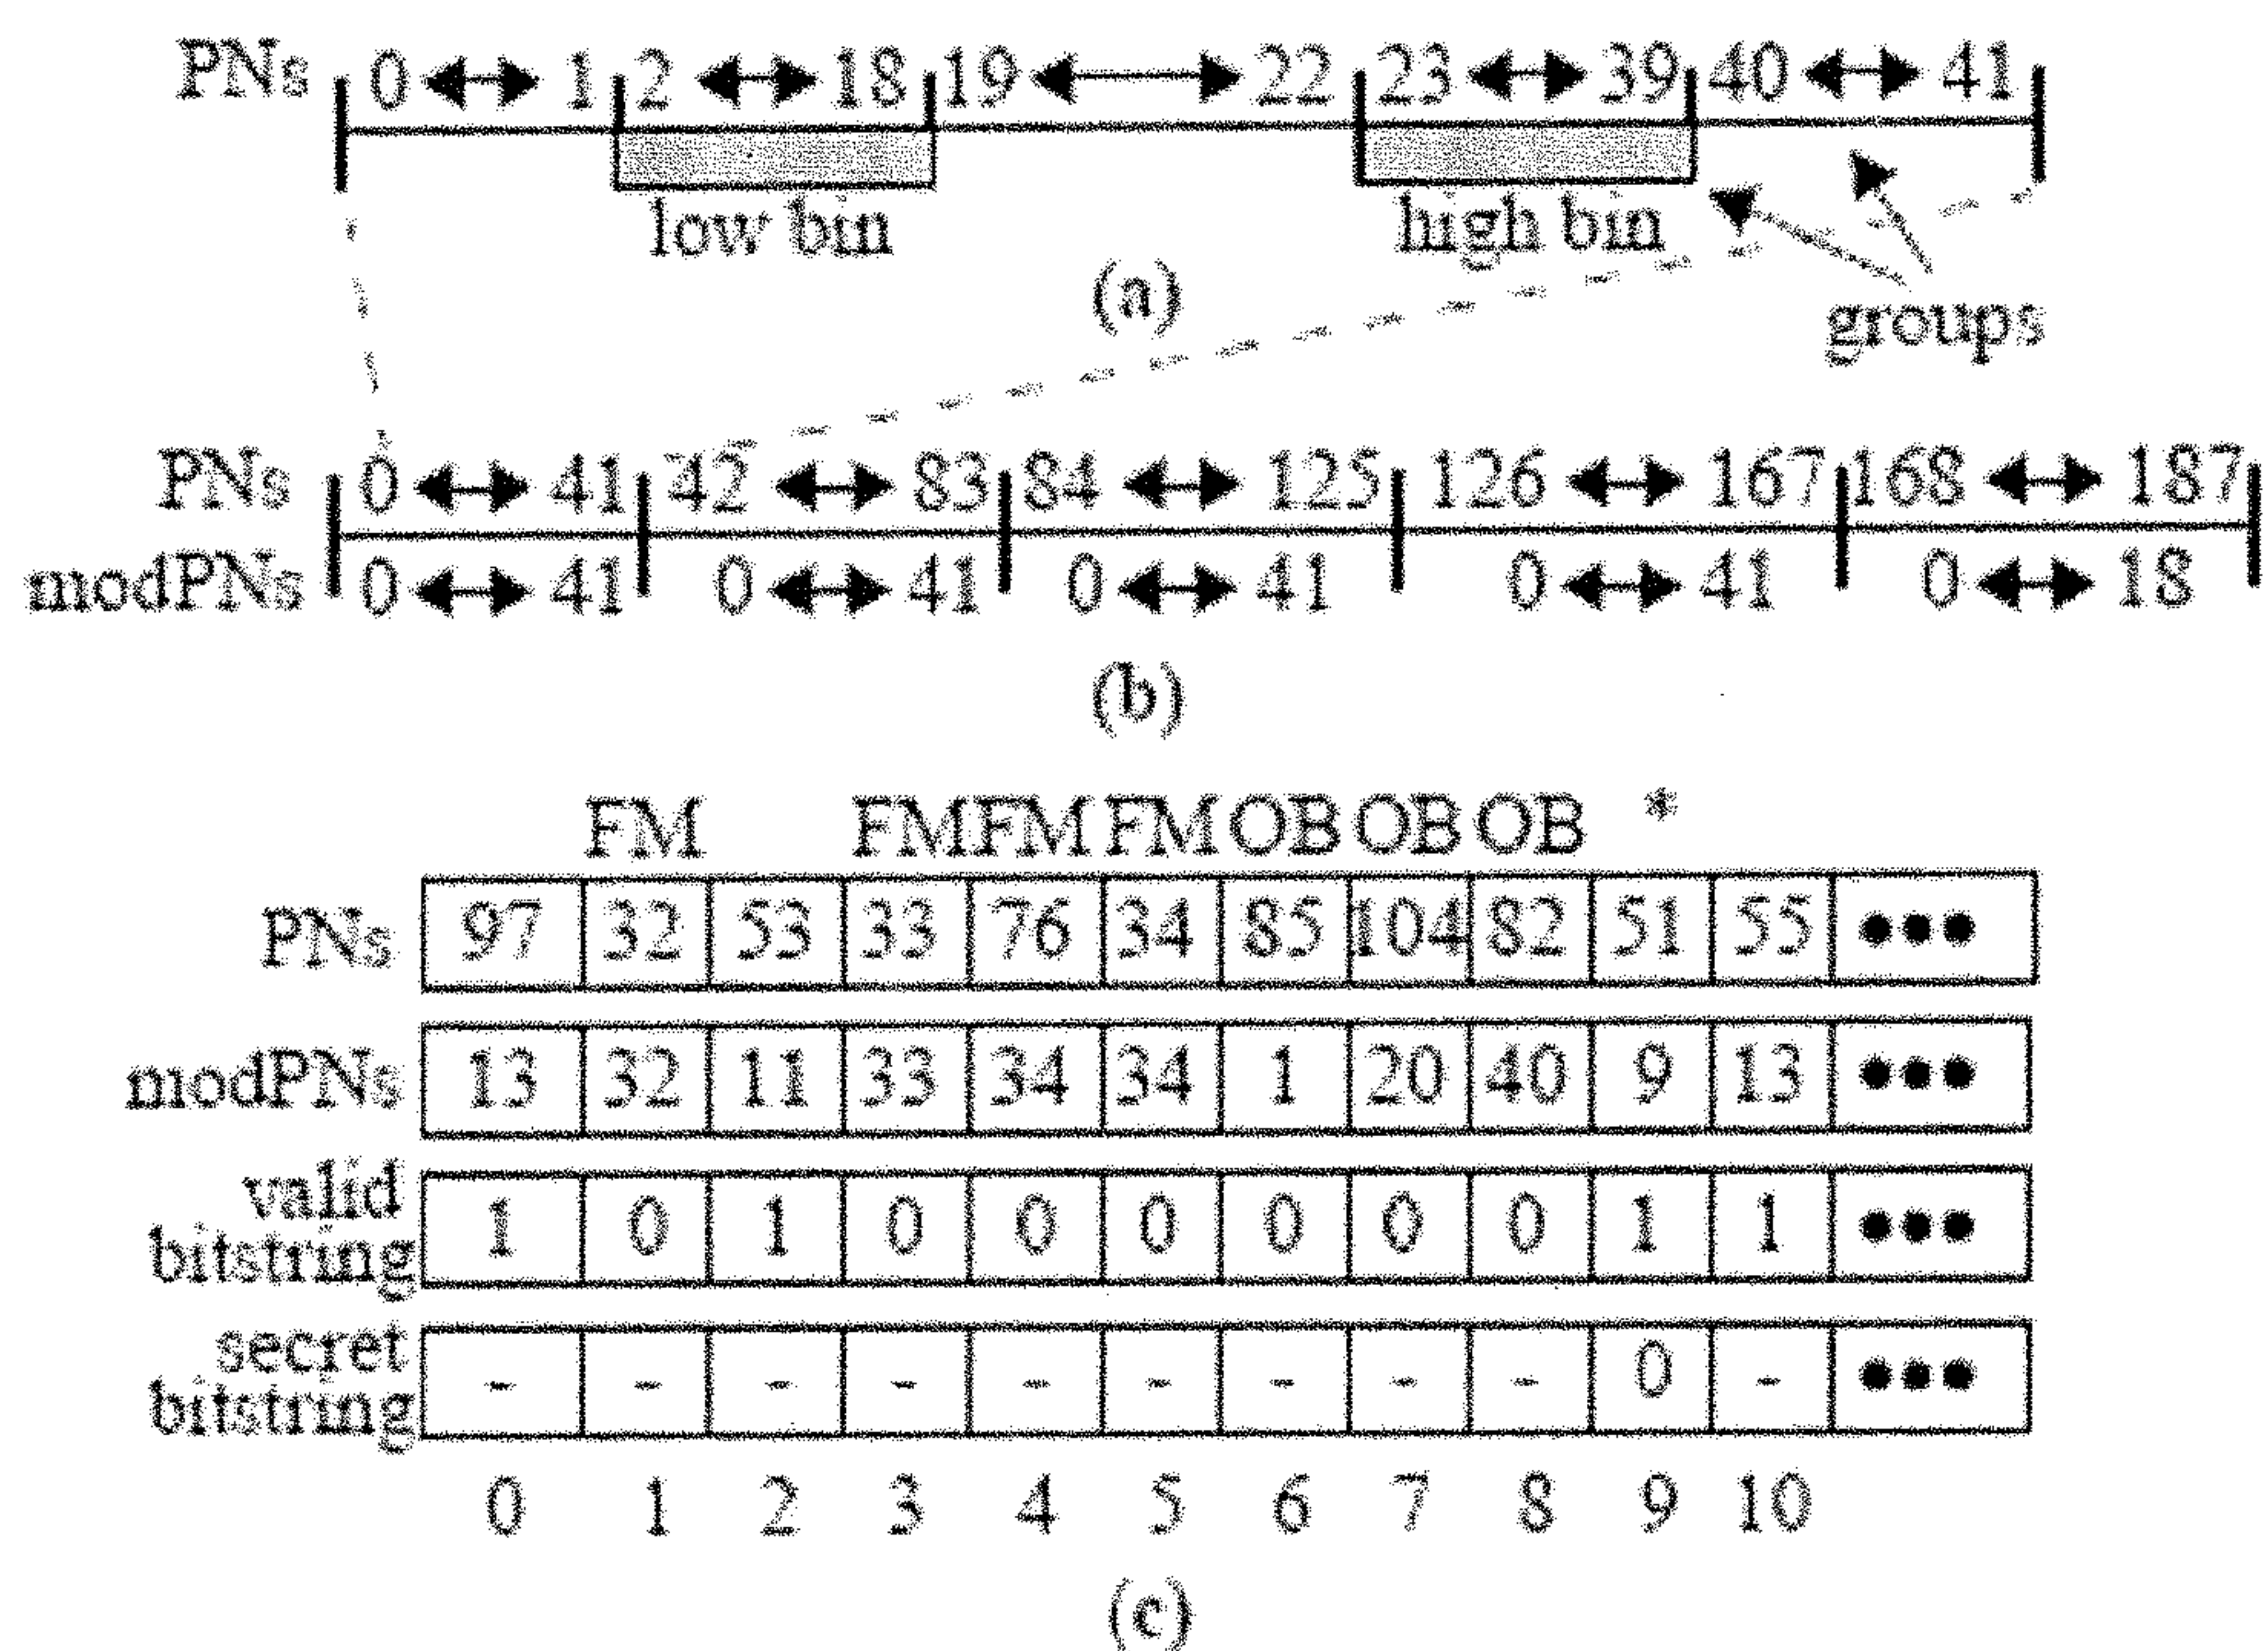 PNs 0 1 2 18 19 22 23 39 40 41
low bin high bin
(a)
groups
PNs 0 41 42 83 84 125 126 167 168 187
modPNs 0 41 0 41 0 41 0 41 0 18
(b)
FM FM FM FM OB OB OB *
PNs 97 32 53 33 76 34 85 104 82 51 55 •••
modPNs 13 32 11 33 34 34 1 20 40 9 13 •••
valid
bitstring 1 0 1 0 0 0 0 0 0 1 1 •••
secret
bitstring - - - - - - - - - 0 - •••
0 1 2 3 4 5 6 7 8 9 10
(c)